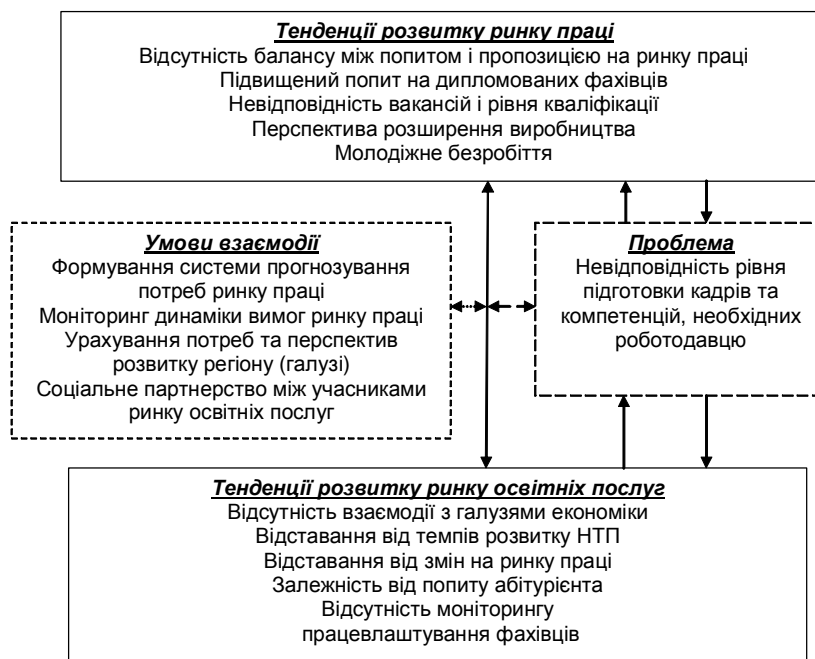 Тенденції розвитку ринку праці
Відсутність балансу між попитом і пропозицією на ринку праці
Підвищений попит на дипломованих фахівців
Невідповідність вакансій і рівня кваліфікації
Перспектива розширення виробництва
Молодіжне безробіття
Умови взаємодії
Формування системи прогнозування
потреб ринку праці
Моніторинг динаміки вимог ринку праці
Урахування потреб та перспектив
розвитку регіону (галузі)
Соціальне партнерство між учасниками
ринку освітніх послуг
Проблема
Невідповідність рівня
підготовки кадрів та
компетенцій, необхідних
роботодавцю
Тенденції розвитку ринку освітніх послуг
Відсутність взаємодії з галузями економіки
Відставання від темпів розвитку НТП
Відставання від змін на ринку праці
Залежність від попиту абітурієнта
Відсутність моніторингу
працевлаштування фахівців